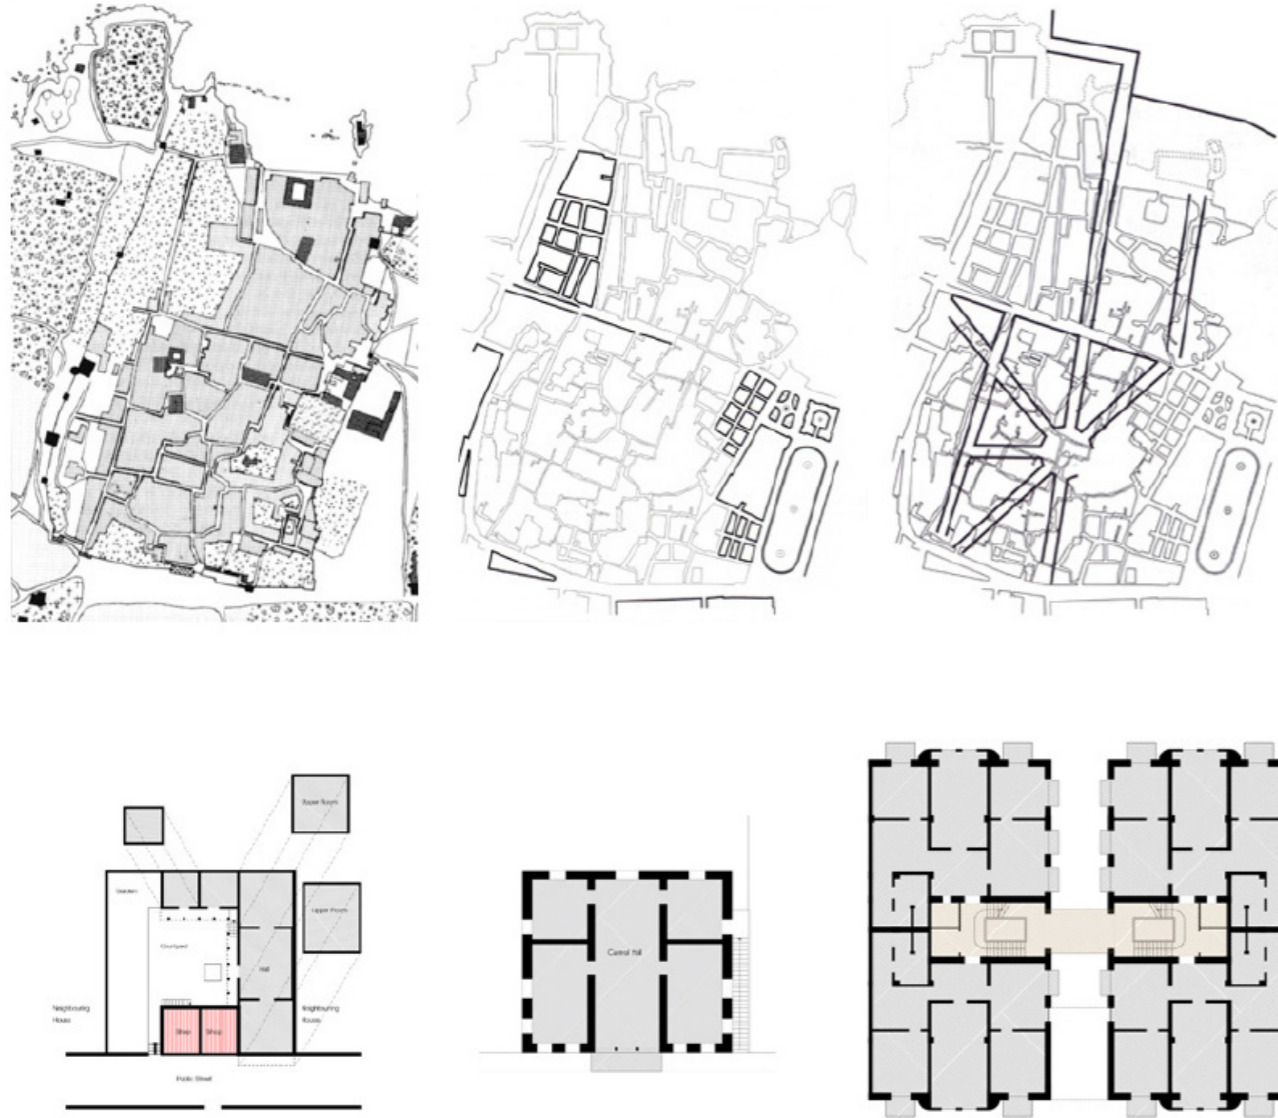 Upper Room
Garden
Upper Room
Courtyard
Hall
Neighbouring
House
Neighbouring
House
Shop
Shop
Public Street
Central Hall